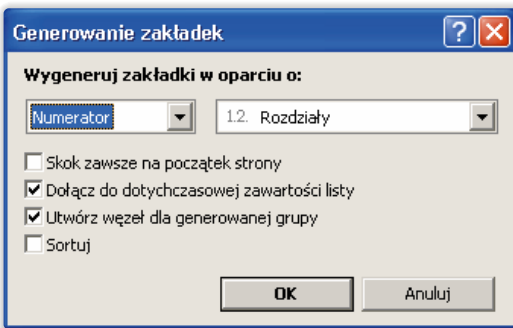 Generowanie zakładek
Wygeneruj zakładki w oparciu o:
Numerator 1.2. Rozdziały
Skok zawsze na początek strony
Dołącz do dotychczasowej zawartości listy
Utwórz węzeł dla generowanej grupy
Sortuj
OK Anuluj